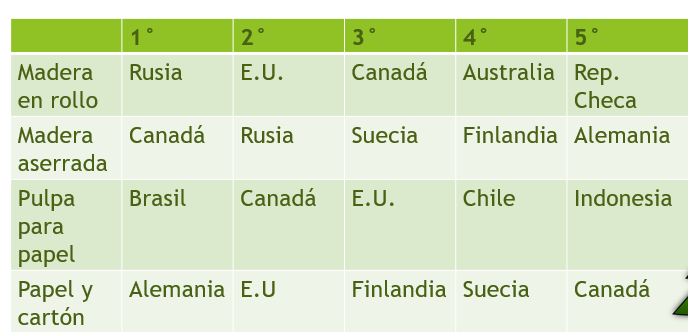 1° 2° 3° 4° 5°
Madera en rollo Rusia E.U. Canadá Australia Rep. Checa
Madera aserrada Canadá Rusia Suecia Finlandia Alemania
Pulpa para papel Brasil Canadá E.U. Chile Indonesia
Papel y cartón Alemania E.U Finlandia Suecia Canadá